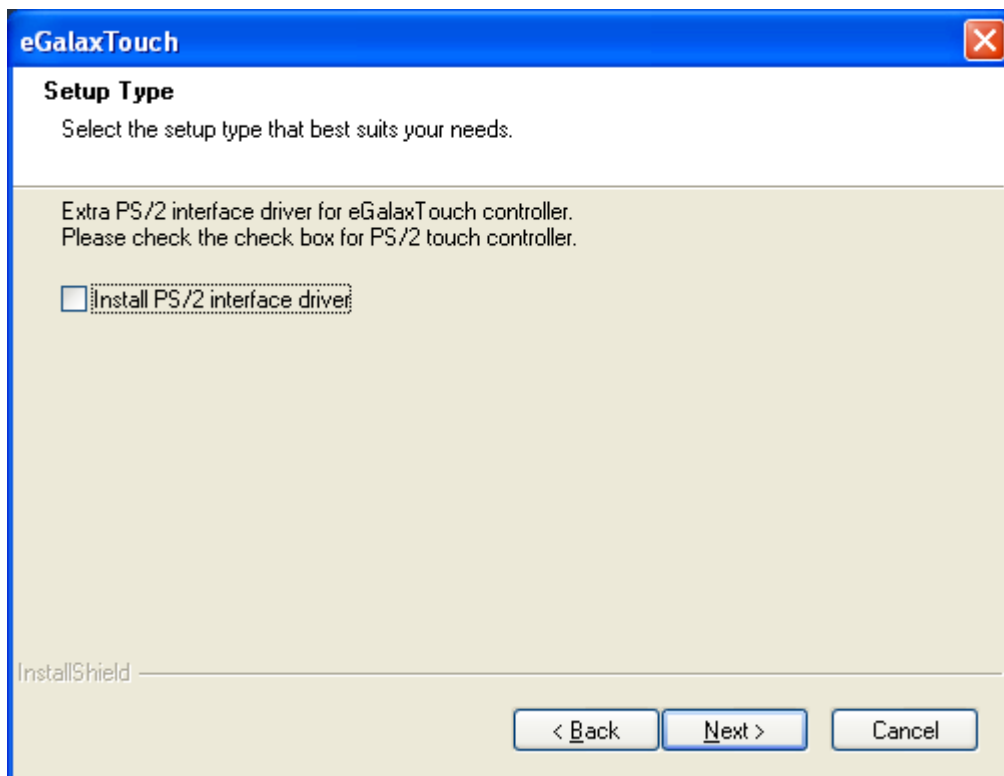 eGalaxTouch
Setup Type
Select the setup type that best suits your needs.
Extra PS/2 interface driver for eGalaxTouch controller.
Please check the check box for PS/2 touch controller.
Install PS/2 interface driver
InstallShield
< Back
Next >
Cancel